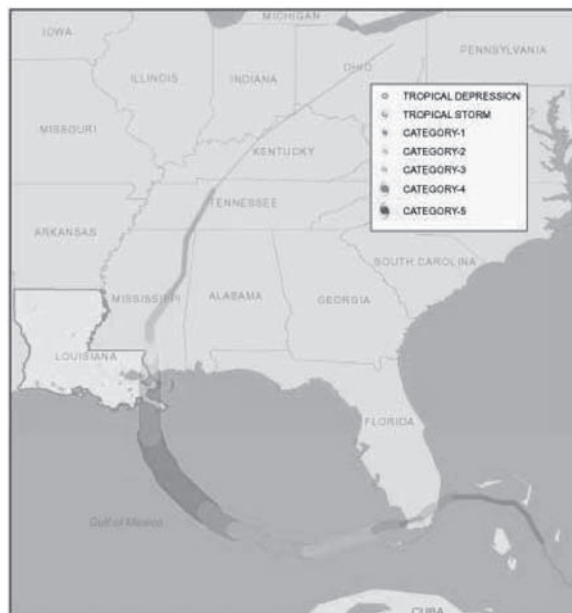 MICHIGAN
IOWA
OHIO
PENNSYLVANIA
ILLINOIS
INDIANA
TROPICAL DEPRESSION
TROPICAL STORM
CATEGORY-1
CATEGORY-2
CATEGORY-3
CATEGORY-4
CATEGORY-5
MISSOURI
KENTUCKY
TENNESSEE
ARKANSAS
SOUTH CAROLINA
MISSISSIPPI
ALABAMA
GEORGIA
LOUISIANA
FLORIDA
Gulf of Mexico
CUBA